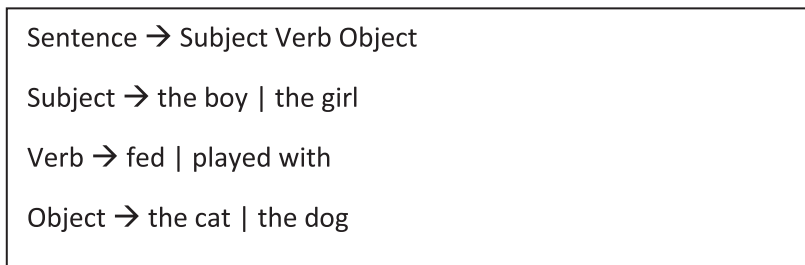 Sentence → Subject Verb Object
Subject → the boy | the girl
Verb → fed | played with
Object → the cat | the dog